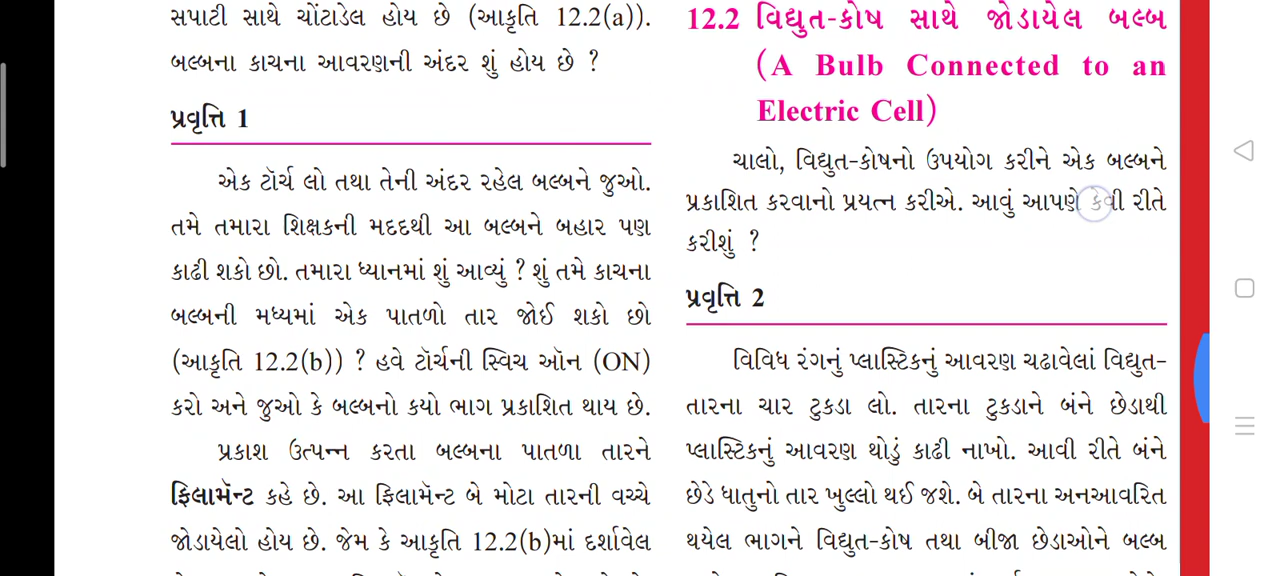 સપાટી સાથે ચોંટાડેલ હોય છે (આકૃતિ 12.2(a)).
બલ્બના કાચના આવરણની અંદર શું હોય છે ?
પ્રવૃત્તિ 1
એક ટૉર્ચ લો તથા તેની અંદર રહેલ બલ્બને જુઓ.
તમે તમારા શિક્ષકની મદદથી આ બલ્બને બહાર પણ
કાઢી શકો છો. તમારા ધ્યાનમાં શું આવ્યું ? શું તમે કાચના
બલ્બની મધ્યમાં એક પાતળો તાર જોઈ શકો છો
(આકૃતિ 12.2(b)) ? હવે ટૉર્ચની સ્વિચ ઑન (ON)
કરો અને જુઓ કે બલ્બનો કયો ભાગ પ્રકાશિત થાય છે.
પ્રકાશ ઉત્પન્ન કરતા બલ્બના પાતળા તારને
ફિલામૅન્ટ કહે છે. આ ફિલામૅન્ટ બે મોટા તારની વચ્ચે
જોડાયેલો હોય છે. જેમ કે આકૃતિ 12.2(b)માં દર્શાવેલ
12.2 વિદ્યુત-કોષ સાથે જોડાયેલ બલ્બ
(A Bulb Connected to an
Electric Cell)
ચાલો, વિદ્યુત-કોષનો ઉપયોગ કરીને એક બલ્બને
પ્રકાશિત કરવાનો પ્રયત્ન કરીએ. આવું આપણે કેવી રીતે
કરીશું ?
પ્રવૃત્તિ 2
વિવિધ રંગનું પ્લાસ્ટિકનું આવરણ ચઢાવેલાં વિદ્યુત-
તારના ચાર ટુકડા લો. તારના ટુકડાને બંને છેડાથી
પ્લાસ્ટિકનું આવરણ થોડું કાઢી નાખો. આવી રીતે બંને
છેડે ધાતુનો તાર ખુલ્લો થઈ જશે. બે તારના અનઆવરિત
થયેલ ભાગને વિદ્યુત-કોષ તથા બીજા છેડાઓને બલ્બ